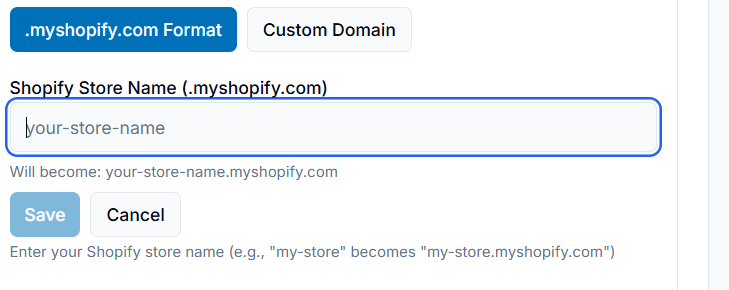 .myshopify.com Format Custom Domain
Shopify Store Name (.myshopify.com)
your-store-name
Will become: your-store-name.myshopify.com
Save Cancel
Enter your Shopify store name (e.g., "my-store" becomes "my-store.myshopify.com")